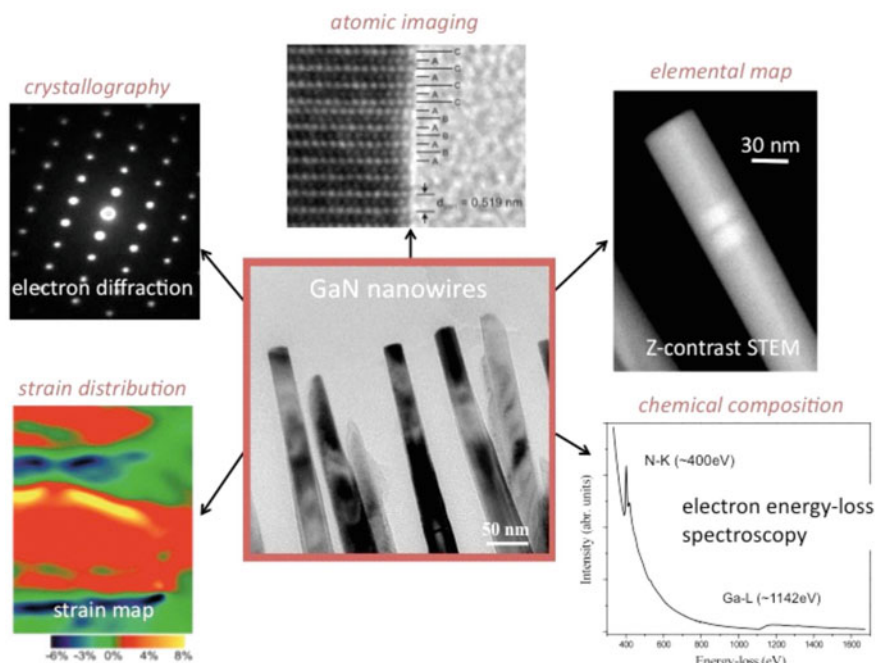 atomic imaging
crystallography
elemental map
C
A
C
A
C
A
C
A
B
A
B
A
B
A
= 0.519 nm
30 nm
electron diffraction
GaN nanowires
Z-contrast STEM
strain distribution
chemical composition
N-K (~400eV)
electron energy-loss
spectroscopy
Intensity (abr. units)
50 nm
Ga-L (~1142eV)
strain map
400 600 800 1000 1200 1400 1600
-6% -3% 0% 4% 8%
Energy-loss (eV)